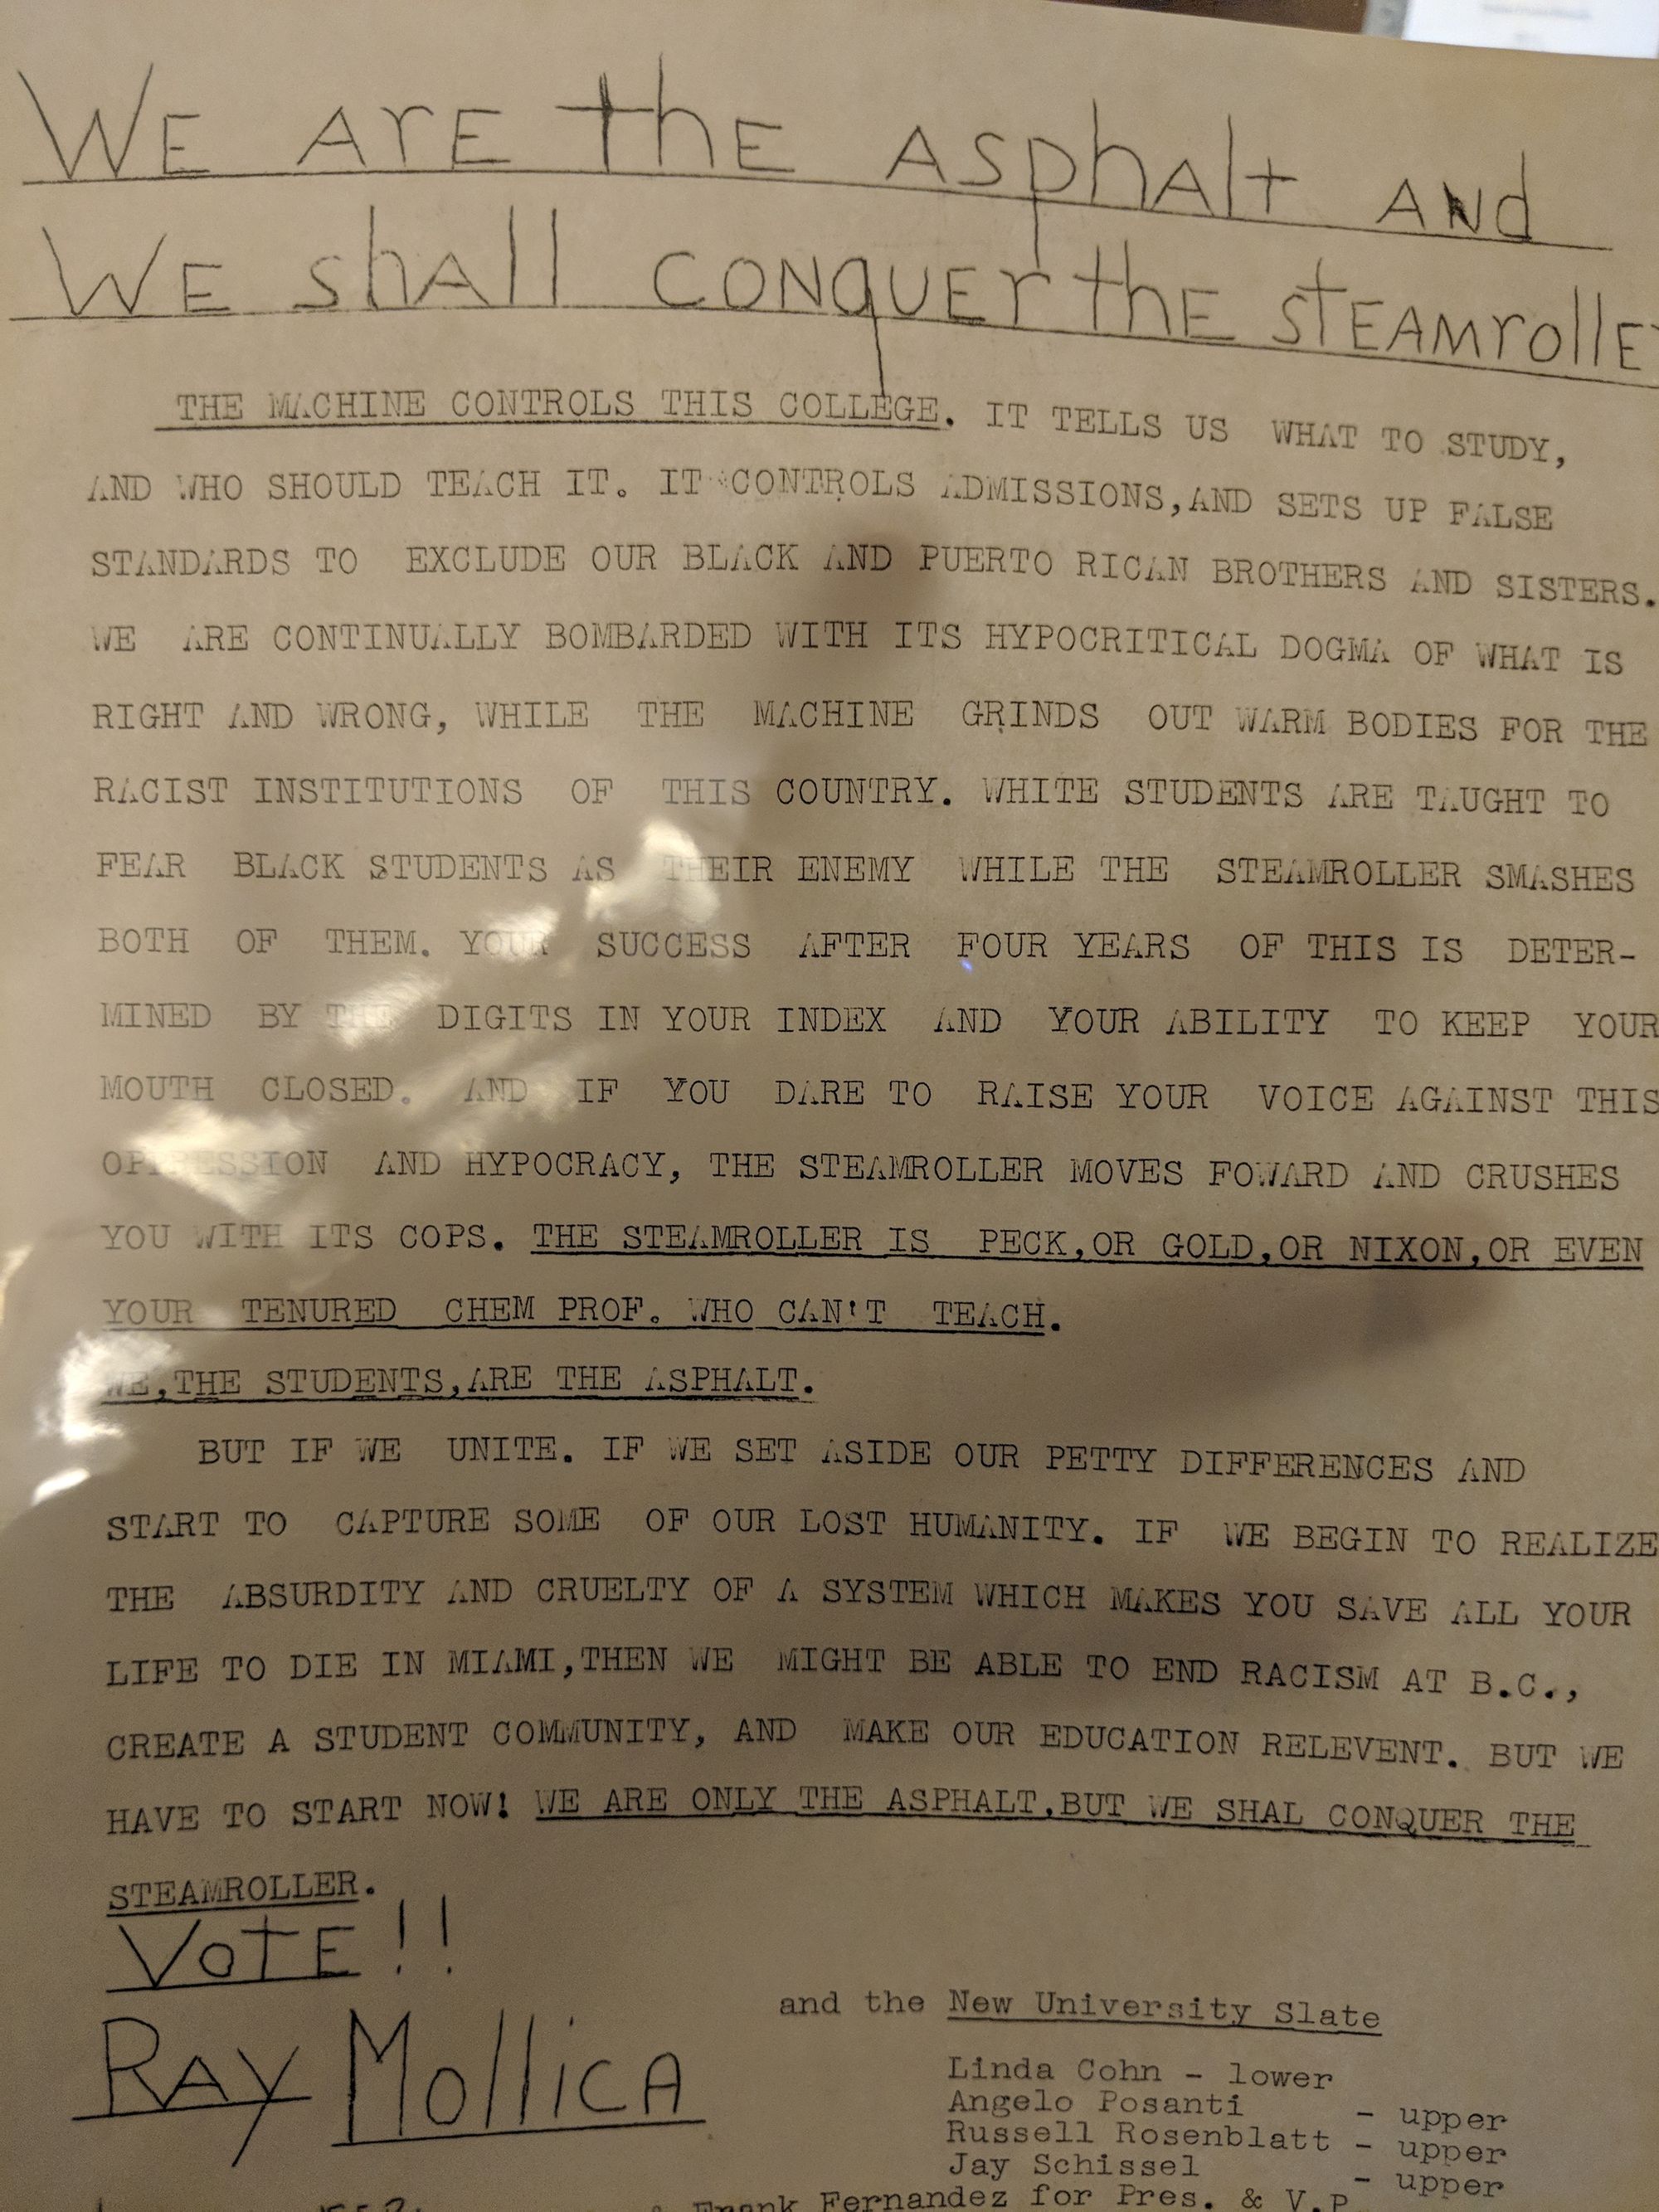 WE ARE the ASphAlt ANd
WE shAll CONqUEr the STEAMrolle
THE MACHINE CONTROLS THIS COLLEGE. IT TELLS US WHAT TO STUDY,
AND WHO SHOULD TEACH IT. IT CONTROLS ADMISSIONS,AND SETS UP FALSE
STANDARDS TO EXCLUDE OUR BLACK AND PUERTO RICAN BROTHERS AND SISTERS.
WE ARE CONTINUALLY BOMBARDED WITH ITS HYPOCRITICAL DOGMA OF WHAT IS
RIGHT AND WRONG, WHILE THE MACHINE GRINDS OUT WARM BODIES FOR THE
RACIST INSTITUTIONS OF THIS COUNTRY. WHITE STUDENTS ARE TAUGHT TO
FEAR BLACK STUDENTS AS THEIR ENEMY WHILE THE STEAMROLLER SMASHES
BOTH OF THEM. YOUR SUCCESS AFTER FOUR YEARS OF THIS IS DETER-
MINED BY THE DIGITS IN YOUR INDEX AND YOUR ABILITY TO KEEP YOUR
MOUTH CLOSED. AND IF YOU DARE TO RAISE YOUR VOICE AGAINST THIS
OPPRESSION AND HYPOCRACY, THE STEAMROLLER MOVES FOWARD AND CRUSHES
YOU WITH ITS COPS. THE STEAMROLLER IS PECK,OR GOLD,OR NIXON,OR EVEN
YOUR TENURED CHEM PROF. WHO CAN'T TEACH.
WE,THE STUDENTS,ARE THE ASPHALT.
BUT IF WE UNITE. IF WE SET ASIDE OUR PETTY DIFFERENCES AND
START TO CAPTURE SOME OF OUR LOST HUMANITY. IF WE BEGIN TO REALIZE
THE ABSURDITY AND CRUELTY OF A SYSTEM WHICH MAKES YOU SAVE ALL YOUR
LIFE TO DIE IN MIAMI,THEN WE MIGHT BE ABLE TO END RACISM AT B.C.,
CREATE A STUDENT COMMUNITY, AND MAKE OUR EDUCATION RELEVENT. BUT WE
HAVE TO START NOW! WE ARE ONLY THE ASPHALT,BUT WE SHAL CONQUER THE
STEAMROLLER.
VotE!!
RAY MollicA
and the New University Slate
Linda Cohn - lower
Angelo Posanti - upper
Russell Rosenblatt - upper
Jay Schissel - upper
Frank Fernandez for Pres. & V.P.